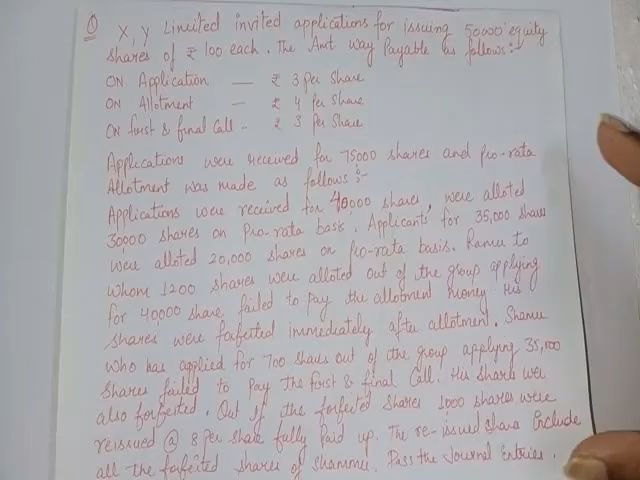 Q X, Y Limited invited applications for issuing 50000 equity
shares of ₹ 100 each. The Amt way Payable as follows:-
ON Application — ₹ 3 per share
ON Allotment — ₹ 4 per share
ON first & final Call - ₹ 3 Per Share
Applications were received for 75000 shares and pro-rata
Allotment was made as follows:-
Applications were received for 40000 shares, were alloted
30000 shares on pro-rata basis. Applicants for 35,000 share
were alloted 20,000 shares on pro-rata basis. Ramu to
whom 1200 shares were alloted out of the group applying
for 40000 share failed to pay the allotment money. His
shares were forfeited immediately after allotment. Shamu
who has applied for 700 shares out of the group applying 35,000
shares failed to pay the first & final Call. His shares wer
also forfeited. Out of the forfeited shares 1000 shares were
reissued @ 8 per share fully paid up. The re-issued share include
all the forfeited shares of shammu. Pass the Journal Entries.